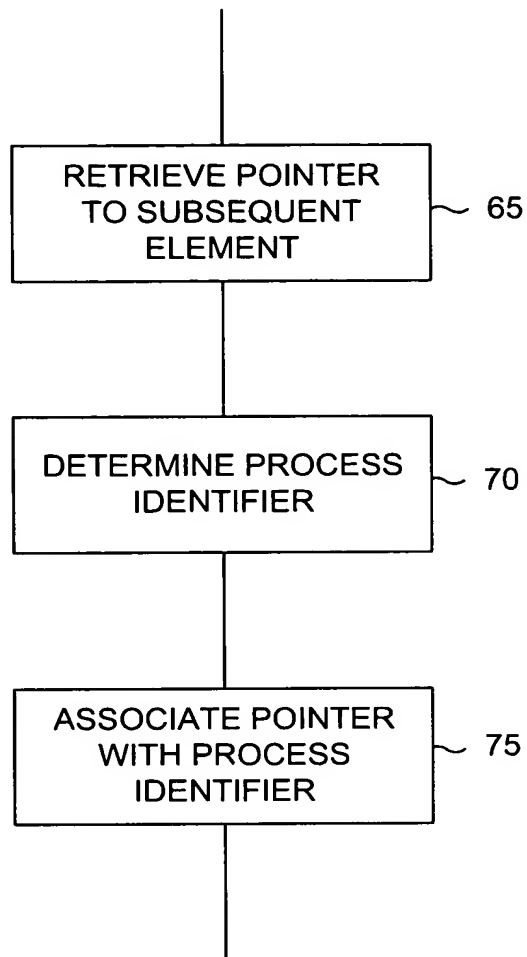 RETRIEVE POINTER
TO SUBSEQUENT
ELEMENT
65
DETERMINE PROCESS
IDENTIFIER
70
ASSOCIATE POINTER
WITH PROCESS
IDENTIFIER
75